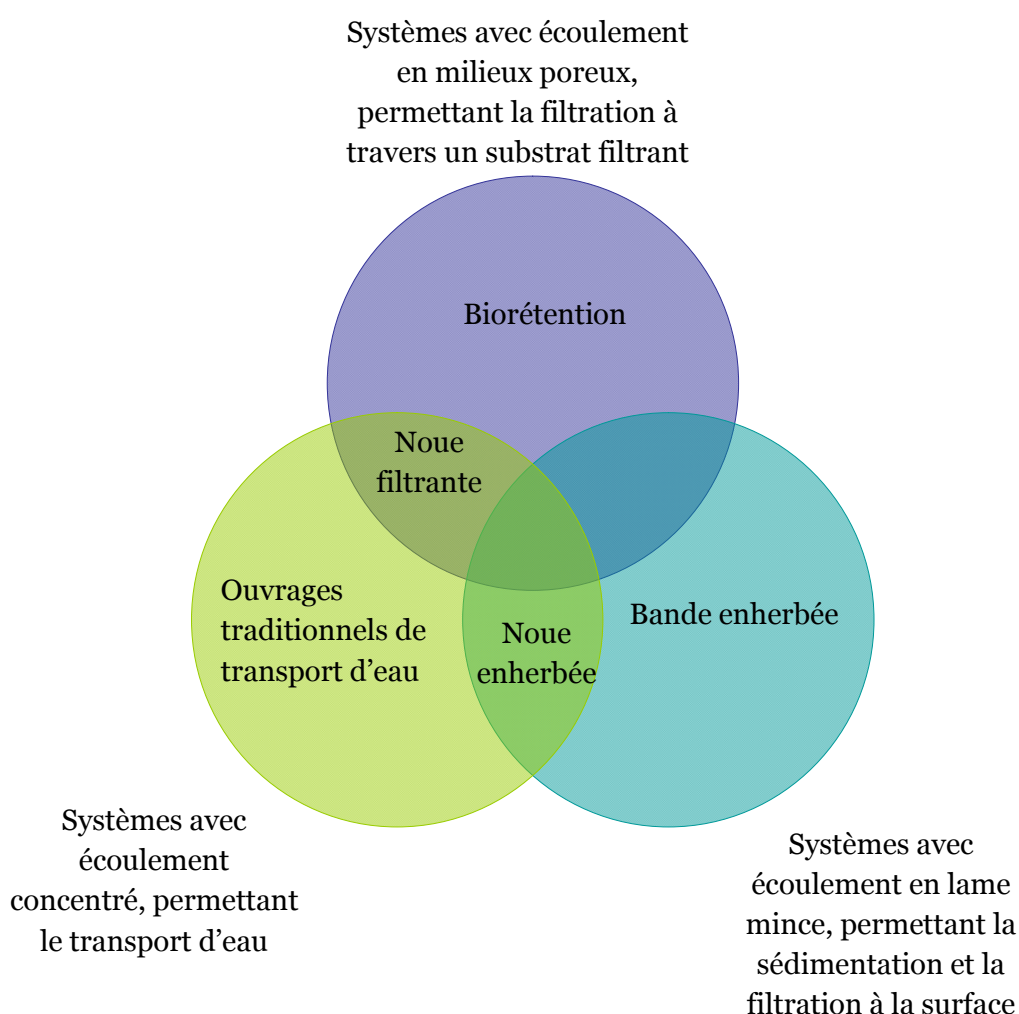 Systèmes avec écoulement
en milieux poreux,
permettant la filtration à
travers un substrat filtrant
Biorétention
Noue
filtrante
Ouvrages
traditionnels de
transport d’eau
Noue
enherbée
Bande enherbée
Systèmes avec
écoulement
concentré, permettant
le transport d’eau
Systèmes avec
écoulement en lame
mince, permettant la
sédimentation et la
filtration à la surface